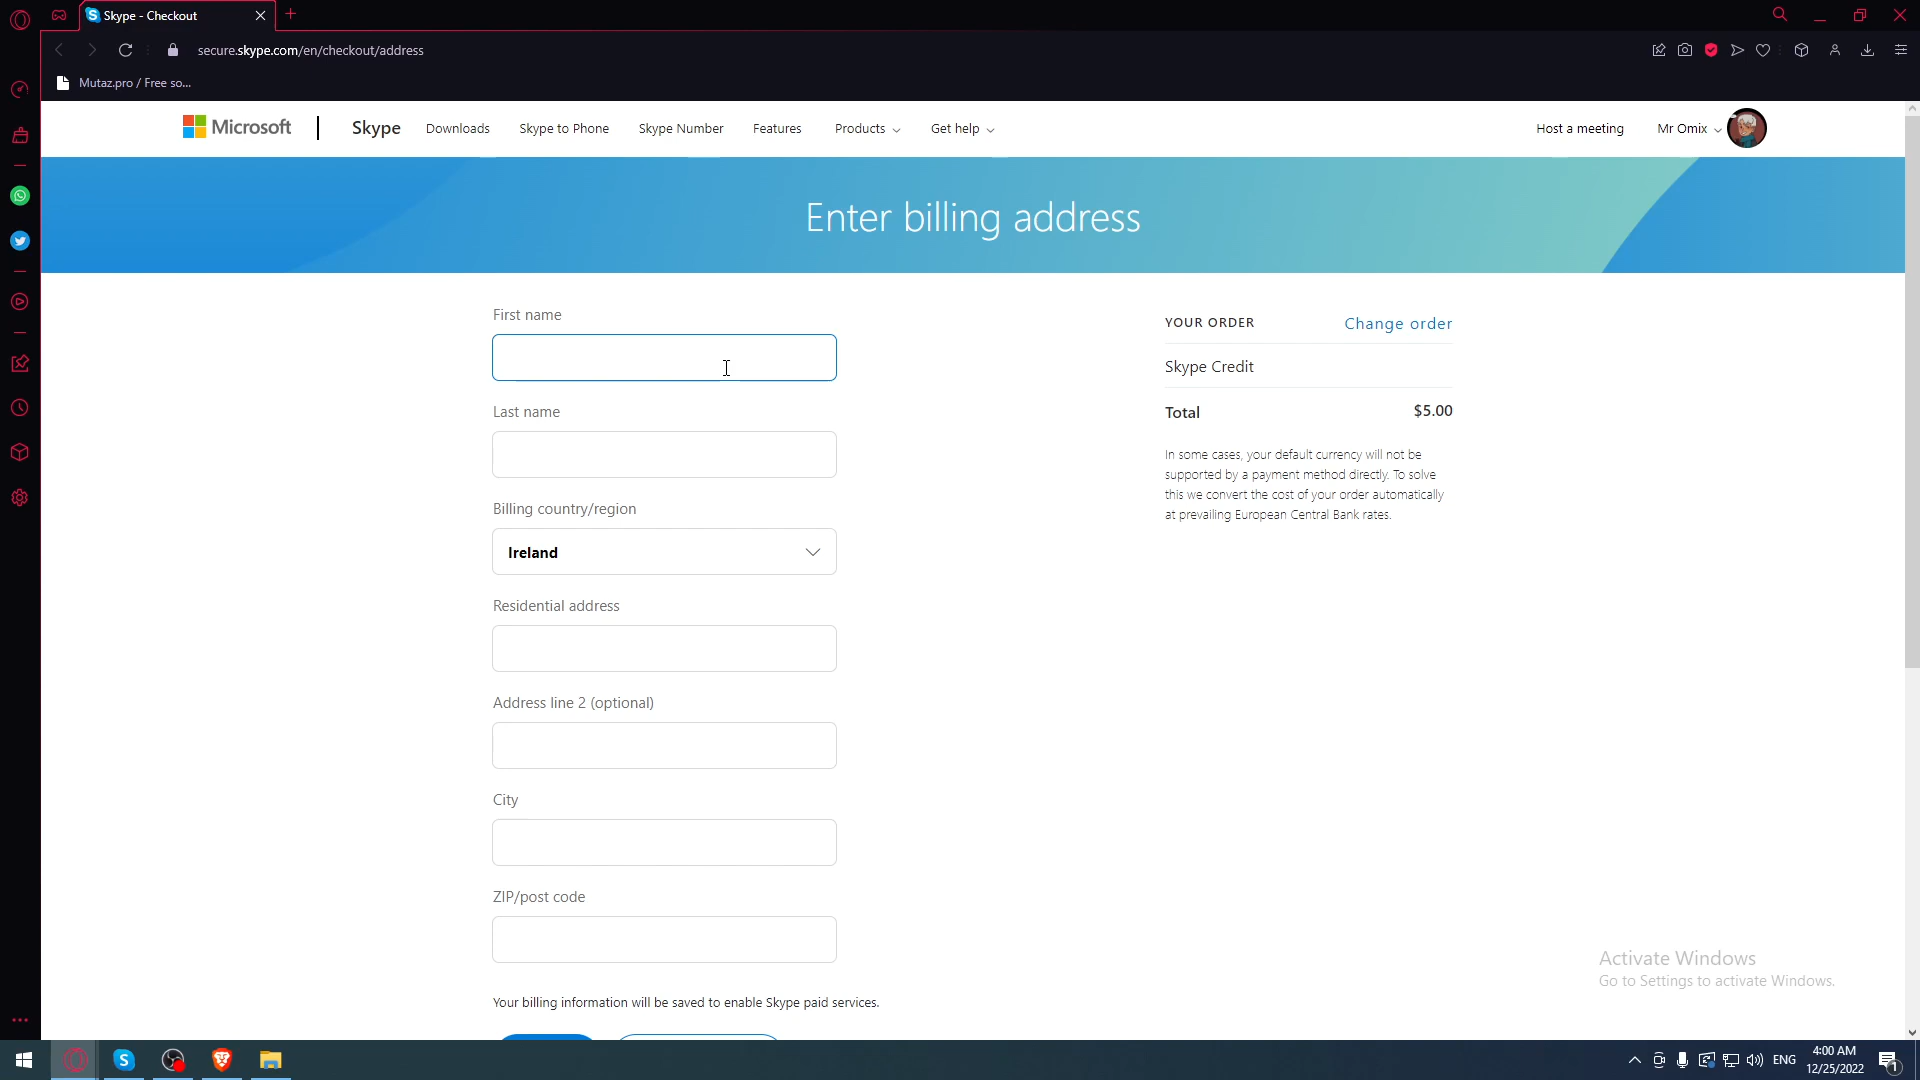 Skype - Checkout
secure.skype.com/en/checkout/address
Mutaz.pro / Free so...
Microsoft
Skype
Downloads
Skype to Phone
Skype Number
Features
Products
Get help
Host a meeting
Mr Omix
Enter billing address
First name
Last name
Billing country/region
Ireland
Residential address
Address line 2 (optional)
City
ZIP/post code
Your billing information will be saved to enable Skype paid services.
YOUR ORDER
Change order
Skype Credit
Total
$5.00
In some cases, your default currency will not be
supported by a payment method directly. To solve
this we convert the cost of your order automatically
at prevailing European Central Bank rates.
Activate Windows
Go to Settings to activate Windows.
ENG
4:00 AM
12/25/2022
1